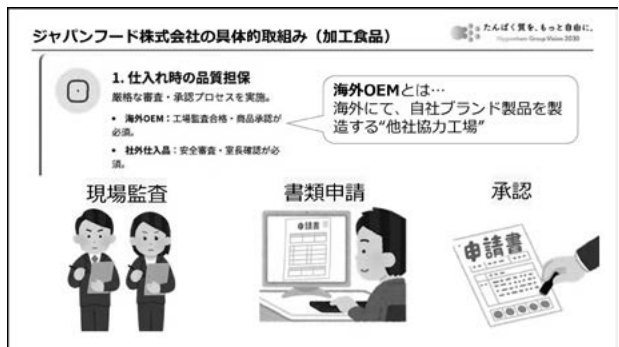 ジャパンフード株式会社の具体的取組み（加工食品）
たんぱく質を、もっと自由に。
Nipponham Group Vision 2030
1. 仕入れ時の品質担保
厳格な審査・承認プロセスを実施。
• 海外OEM：工場監査合格・商品承認が
必須。
• 社外仕入品：安全審査・室長確認が必
須。
海外OEMとは…
海外にて、自社ブランド製品を製
造する“他社協力工場”
現場監査
書類申請
承認
申請書
申請書